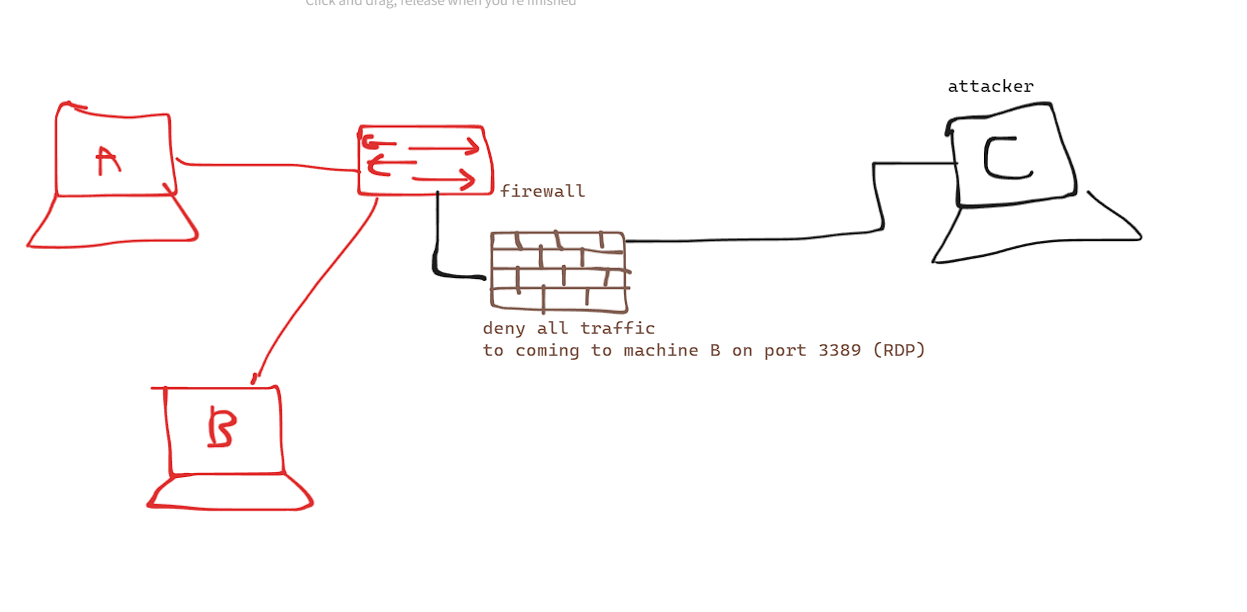 Click and drag, release when you're finished
attacker
A
C
firewall
deny all traffic
to coming to machine B on port 3389 (RDP)
B